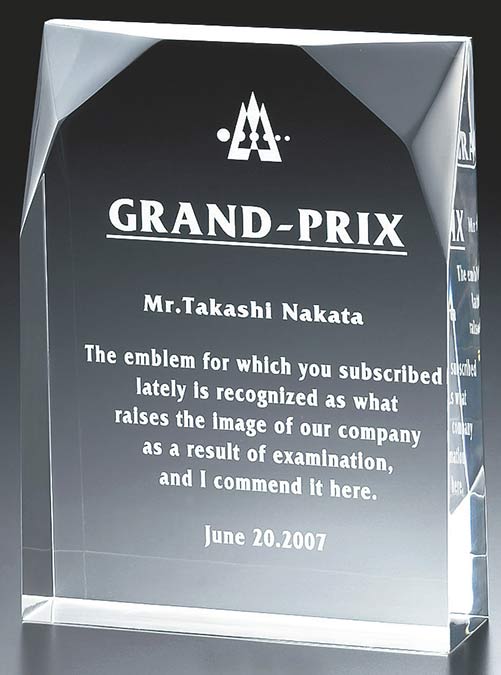 GRAND-PRIX
Mr.Takashi Nakata
The emblem for which you subscribed
lately is recognized as what
raises the image of our company
as a result of examination,
and I commend it here.
June 20.2007